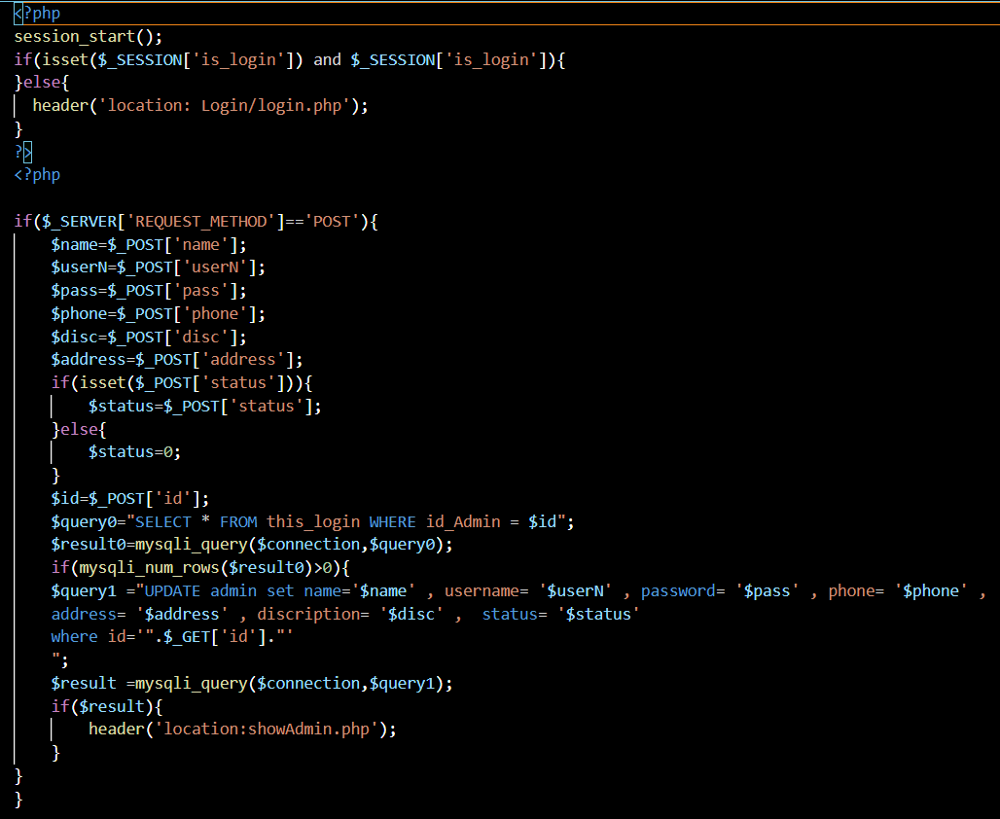 <?php
session_start();
if(isset($_SESSION['is_login']) and $_SESSION['is_login']){
}else{
  header('location: Login/login.php');
}
?>
<?php

if($_SERVER['REQUEST_METHOD']=='POST'){
    $name=$_POST['name'];
    $userN=$_POST['userN'];
    $pass=$_POST['pass'];
    $phone=$_POST['phone'];
    $disc=$_POST['disc'];
    $address=$_POST['address'];
    if(isset($_POST['status'])){
        $status=$_POST['status'];
    }else{
        $status=0;
    }
    $id=$_POST['id'];
    $query0="SELECT * FROM this_login WHERE id_Admin = $id";
    $result0=mysqli_query($connection,$query0);
    if(mysqli_num_rows($result0)>0){
    $query1 ="UPDATE admin set name='$name' , username= '$userN' , password= '$pass' , phone= '$phone' ,
    address= '$address' , discription= '$disc' ,  status= '$status'
    where id='".$_GET['id']."'
    ";
    $result =mysqli_query($connection,$query1);
    if($result){
        header('location:showAdmin.php');
    }
}
}